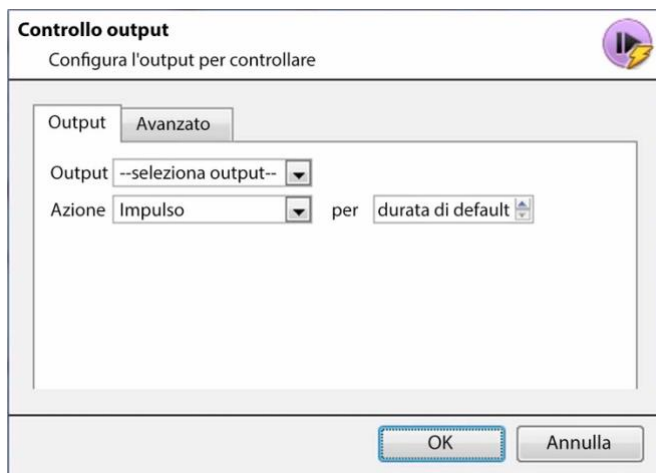 Controllo output
Configura l'output per controllare
Output Avanzato
Output --seleziona output--
Azione Impulso per durata di default
OK Annulla